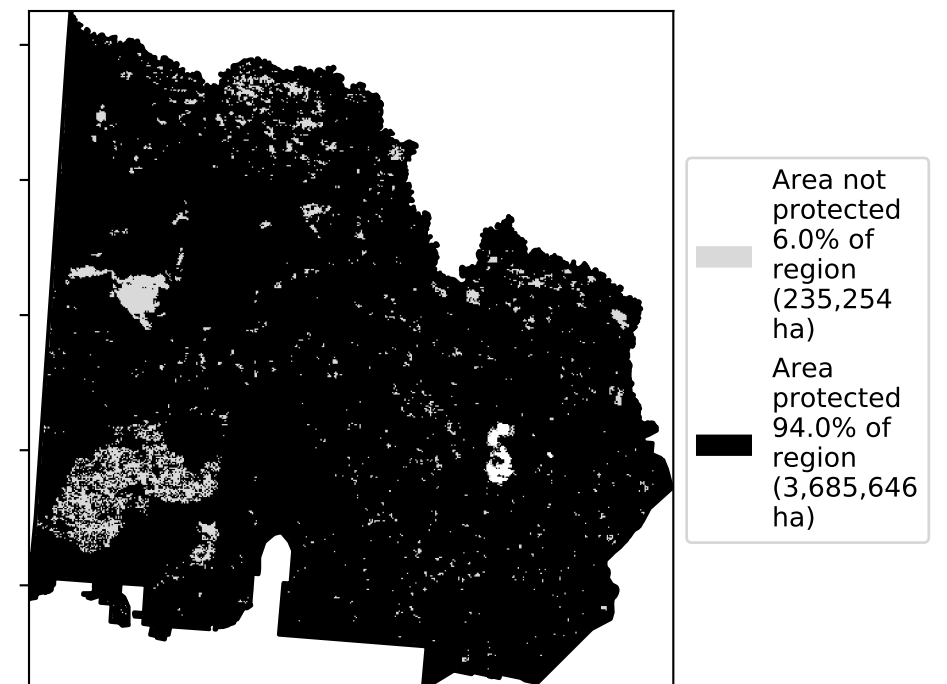 Area not
protected
6.0% of
region
(235,254
ha)
Area
protected
94.0% of
region
(3,685,646
ha)